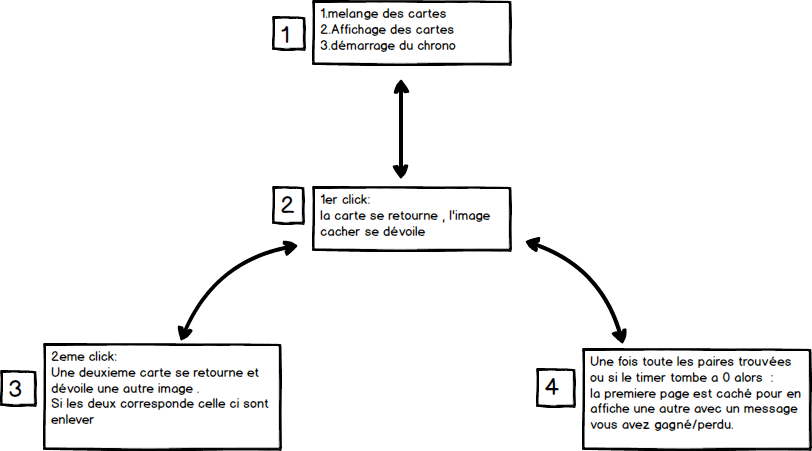 1
1.melange des cartes
2.Affichage des cartes
3.démarrage du chrono
2
1er click:
la carte se retourne , l'image
cacher se dévoile
3
2eme click:
Une deuxieme carte se retourne et
dévoile une autre image .
Si les deux corresponde celle ci sont
enlever
4
Une fois toute les paires trouvées
ou si le timer tombe a 0 alors :
la premiere page est caché pour en
affiche une autre avec un message
vous avez gagné/perdu.